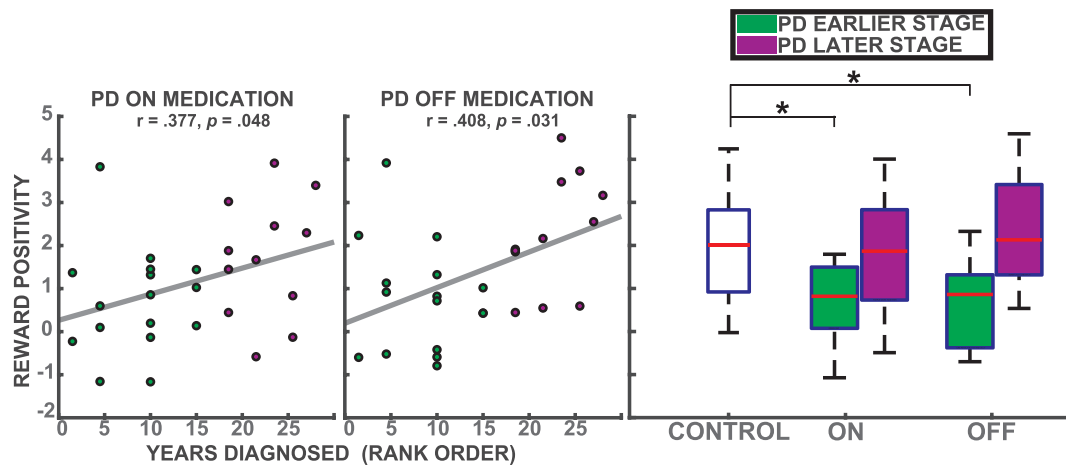 PD EARLIER STAGE
PD LATER STAGE
PD ON MEDICATION
r = .377, p = .048
PD OFF MEDICATION
r = .408, p = .031
* *
REWARD POSITIVITY
5
4
3
2
1
0
-1
-2
0 5 10 15 20 25
0 5 10 15 20 25
YEARS DIAGNOSED (RANK ORDER)
CONTROL ON OFF